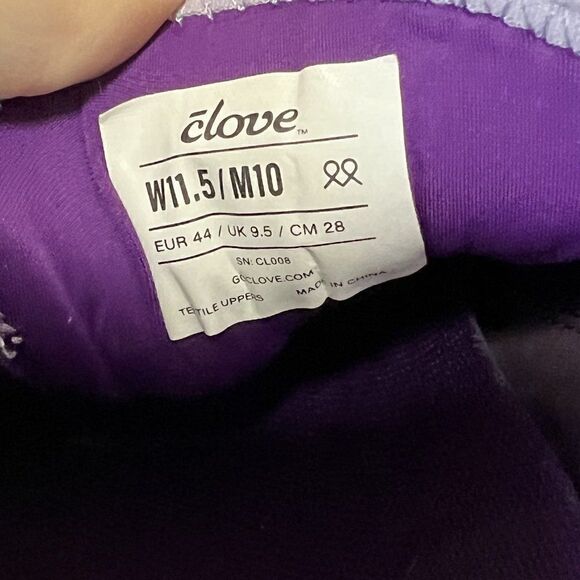 c̄love™
W11.5/M10
EUR 44 / UK 9.5 / CM 28
SN: CL008
GOCLOVE.COM
TEXTILE UPPERS MADE IN CHINA